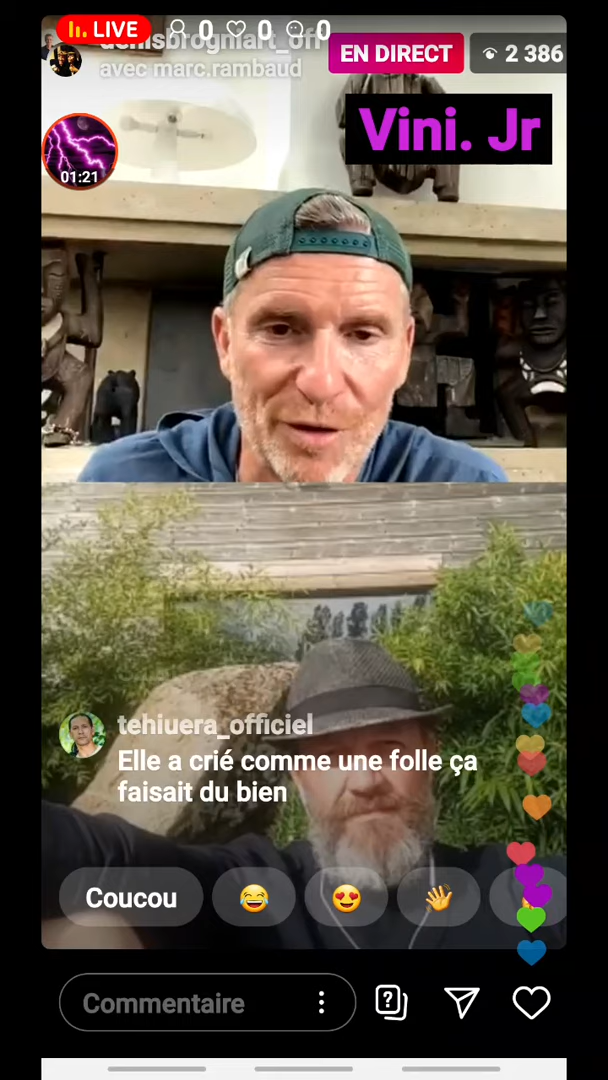 LIVE 0 0 0
denisbrogniart_off
avec marc.rambaud
EN DIRECT
2 386
Vini. Jr
01:21
tehiuera_officiel
Elle a crié comme une folle ça
faisait du bien
Coucou
Commentaire